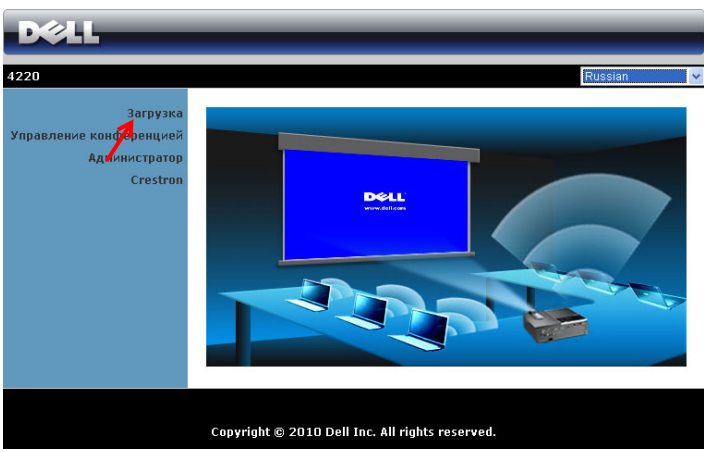 DELL
4220
Russian
Загрузка
Управление конференцией
Администратор
Crestron
DELL
www.dell.com
Copyright © 2010 Dell Inc. All rights reserved.